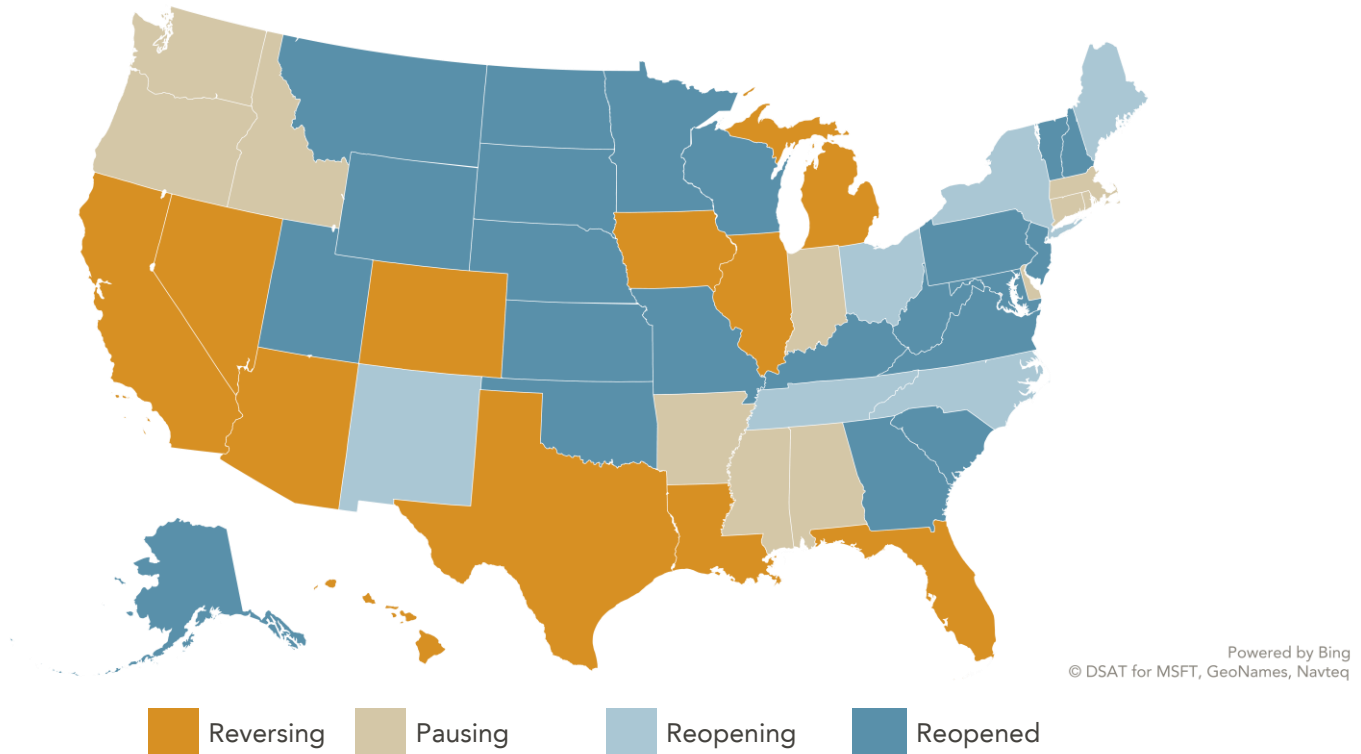 Powered by Bing
© DSAT for MSFT, GeoNames, Navteq
Reversing Pausing Reopening Reopened